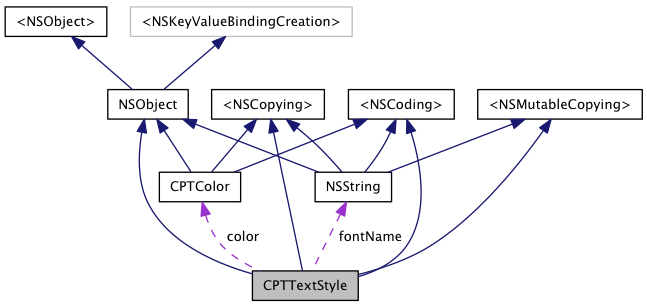 <NSObject>
<NSKeyValueBindingCreation>
NSObject
<NSCopying>
<NSCoding>
<NSMutableCopying>
CPTColor
NSString
color
fontName
CPTTextStyle